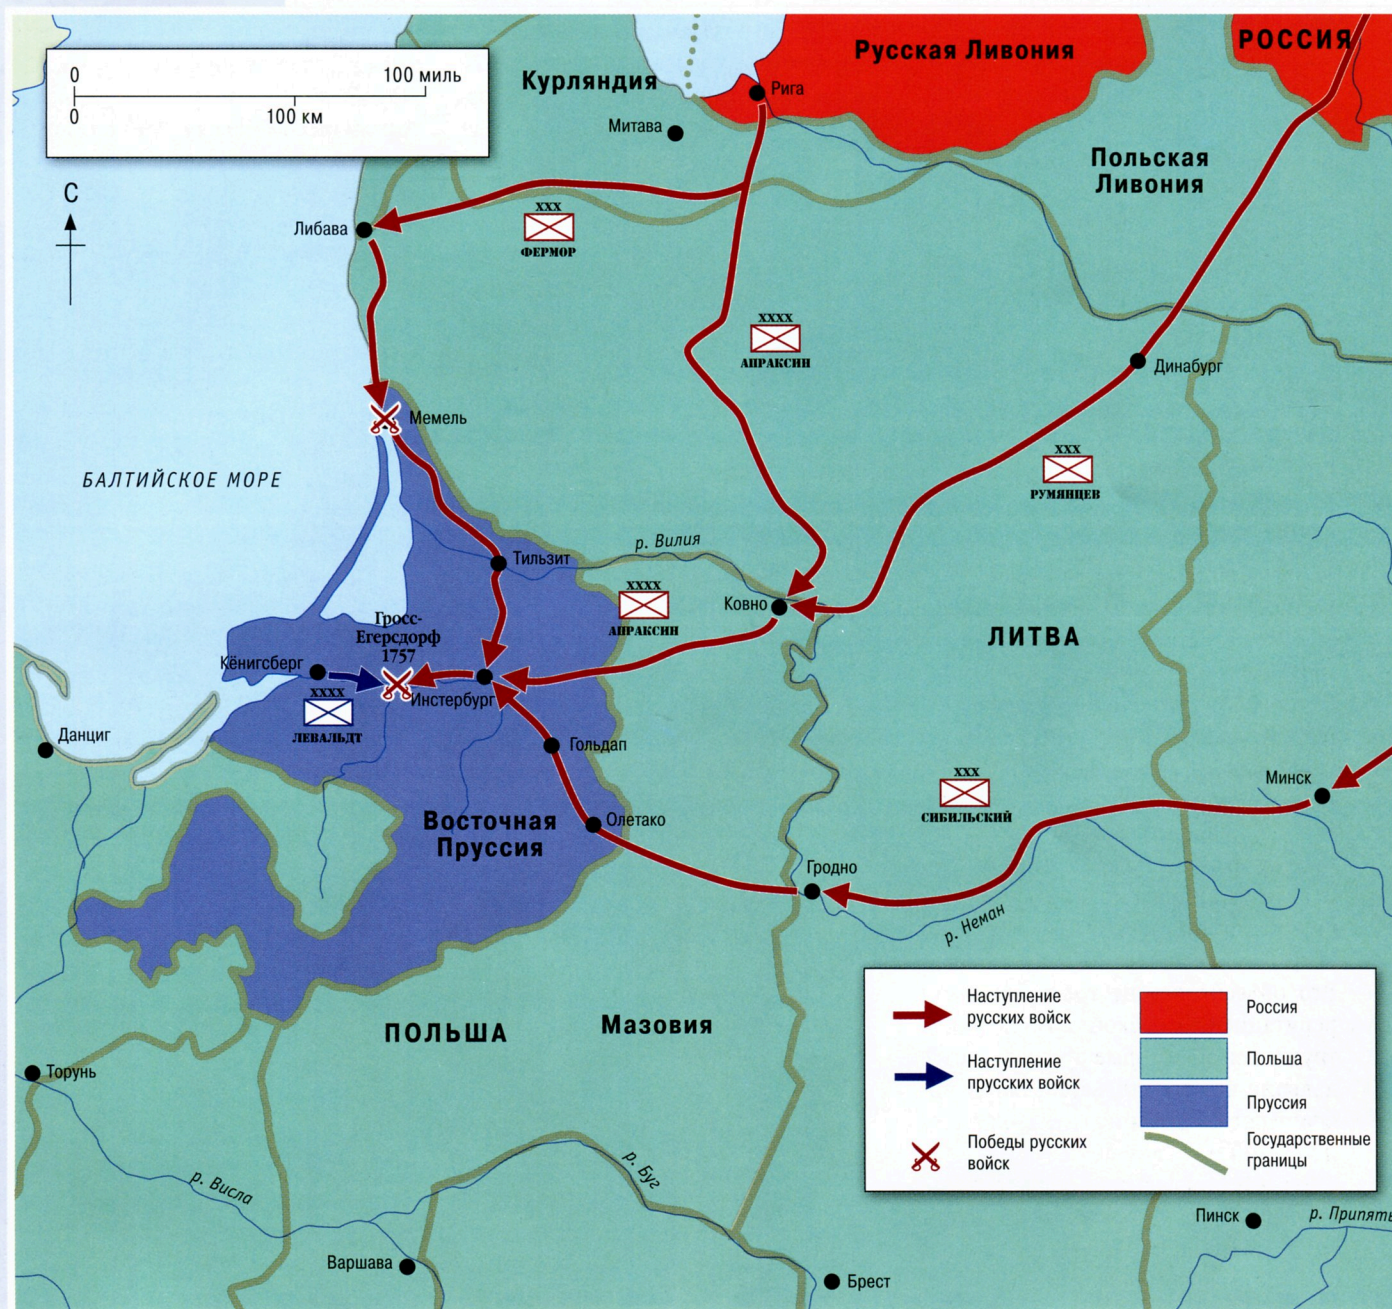 Русская Ливония
РОССИЯ
0
100 миль
0
100 км
Курляндия
Рига
Митава
Польская
Ливония
С
Либава
XXX
ФЕРМОР
XXXX
АПРАКСИН
Динабург
Мемель
XXX
РУМЯНЦЕВ
БАЛТИЙСКОЕ МОРЕ
р. Вилия
Тильзит
XXXX
АПРАКСИН
Ковно
Гросс-
Егерсдорф
1757
ЛИТВА
Кёнигсберг
XXXX
ЛЕВАЛЬДТ
Инстербург
Данциг
Гольдап
XXX
СИБИЛЬСКИЙ
Минск
Восточная
Пруссия
Олетако
Гродно
р. Неман
ПОЛЬША
Мазовия
Торунь
Наступление
русских войск
Наступление
прусских войск
Победы русских
войск
Россия
Польша
Пруссия
Государственные
границы
р. Висла
р. Буг
Варшава
Брест
Пинск
р. Припять